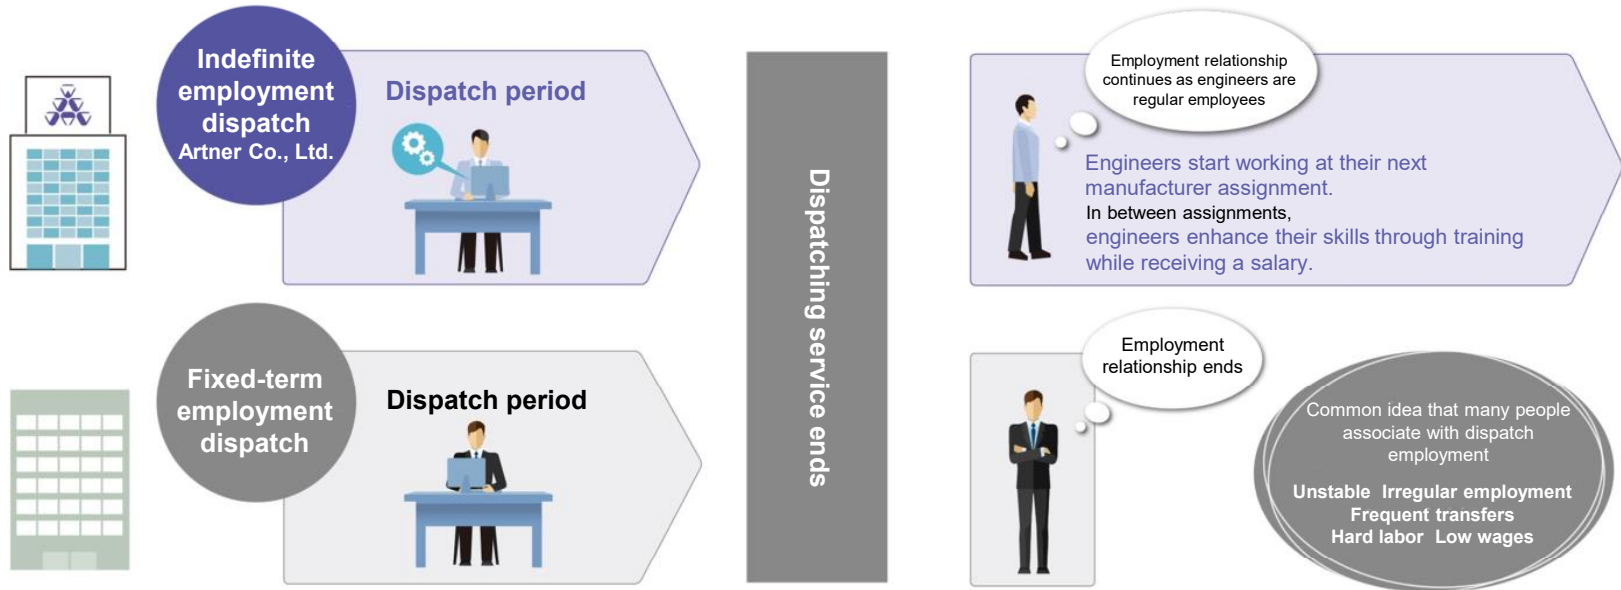 Indefinite
employment
dispatch
Artner Co., Ltd.
Dispatch period
Dispatching service ends
Employment relationship
continues as engineers are
regular employees
Engineers start working at their next
manufacturer assignment.
In between assignments,
engineers enhance their skills through training
while receiving a salary.
Fixed-term
employment
dispatch
Dispatch period
Employment
relationship ends
Common idea that many people
associate with dispatch
employment
Unstable Irregular employment
Frequent transfers
Hard labor Low wages